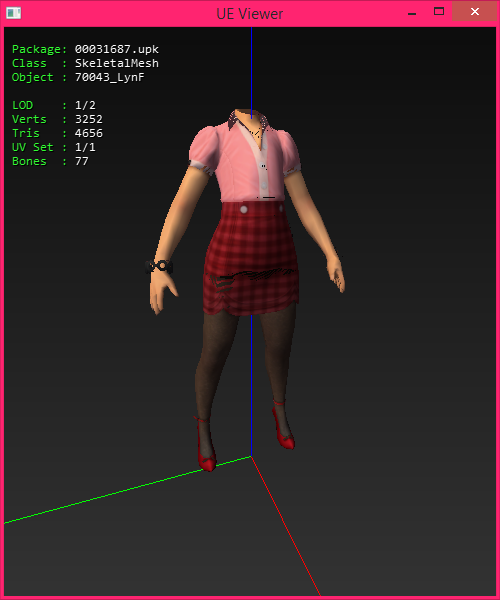 UE Viewer
Package: 00031687.upk
Class : SkeletalMesh
Object : 70043_LynF
LOD : 1/2
Verts : 3252
Tris : 4656
UV Set : 1/1
Bones : 77